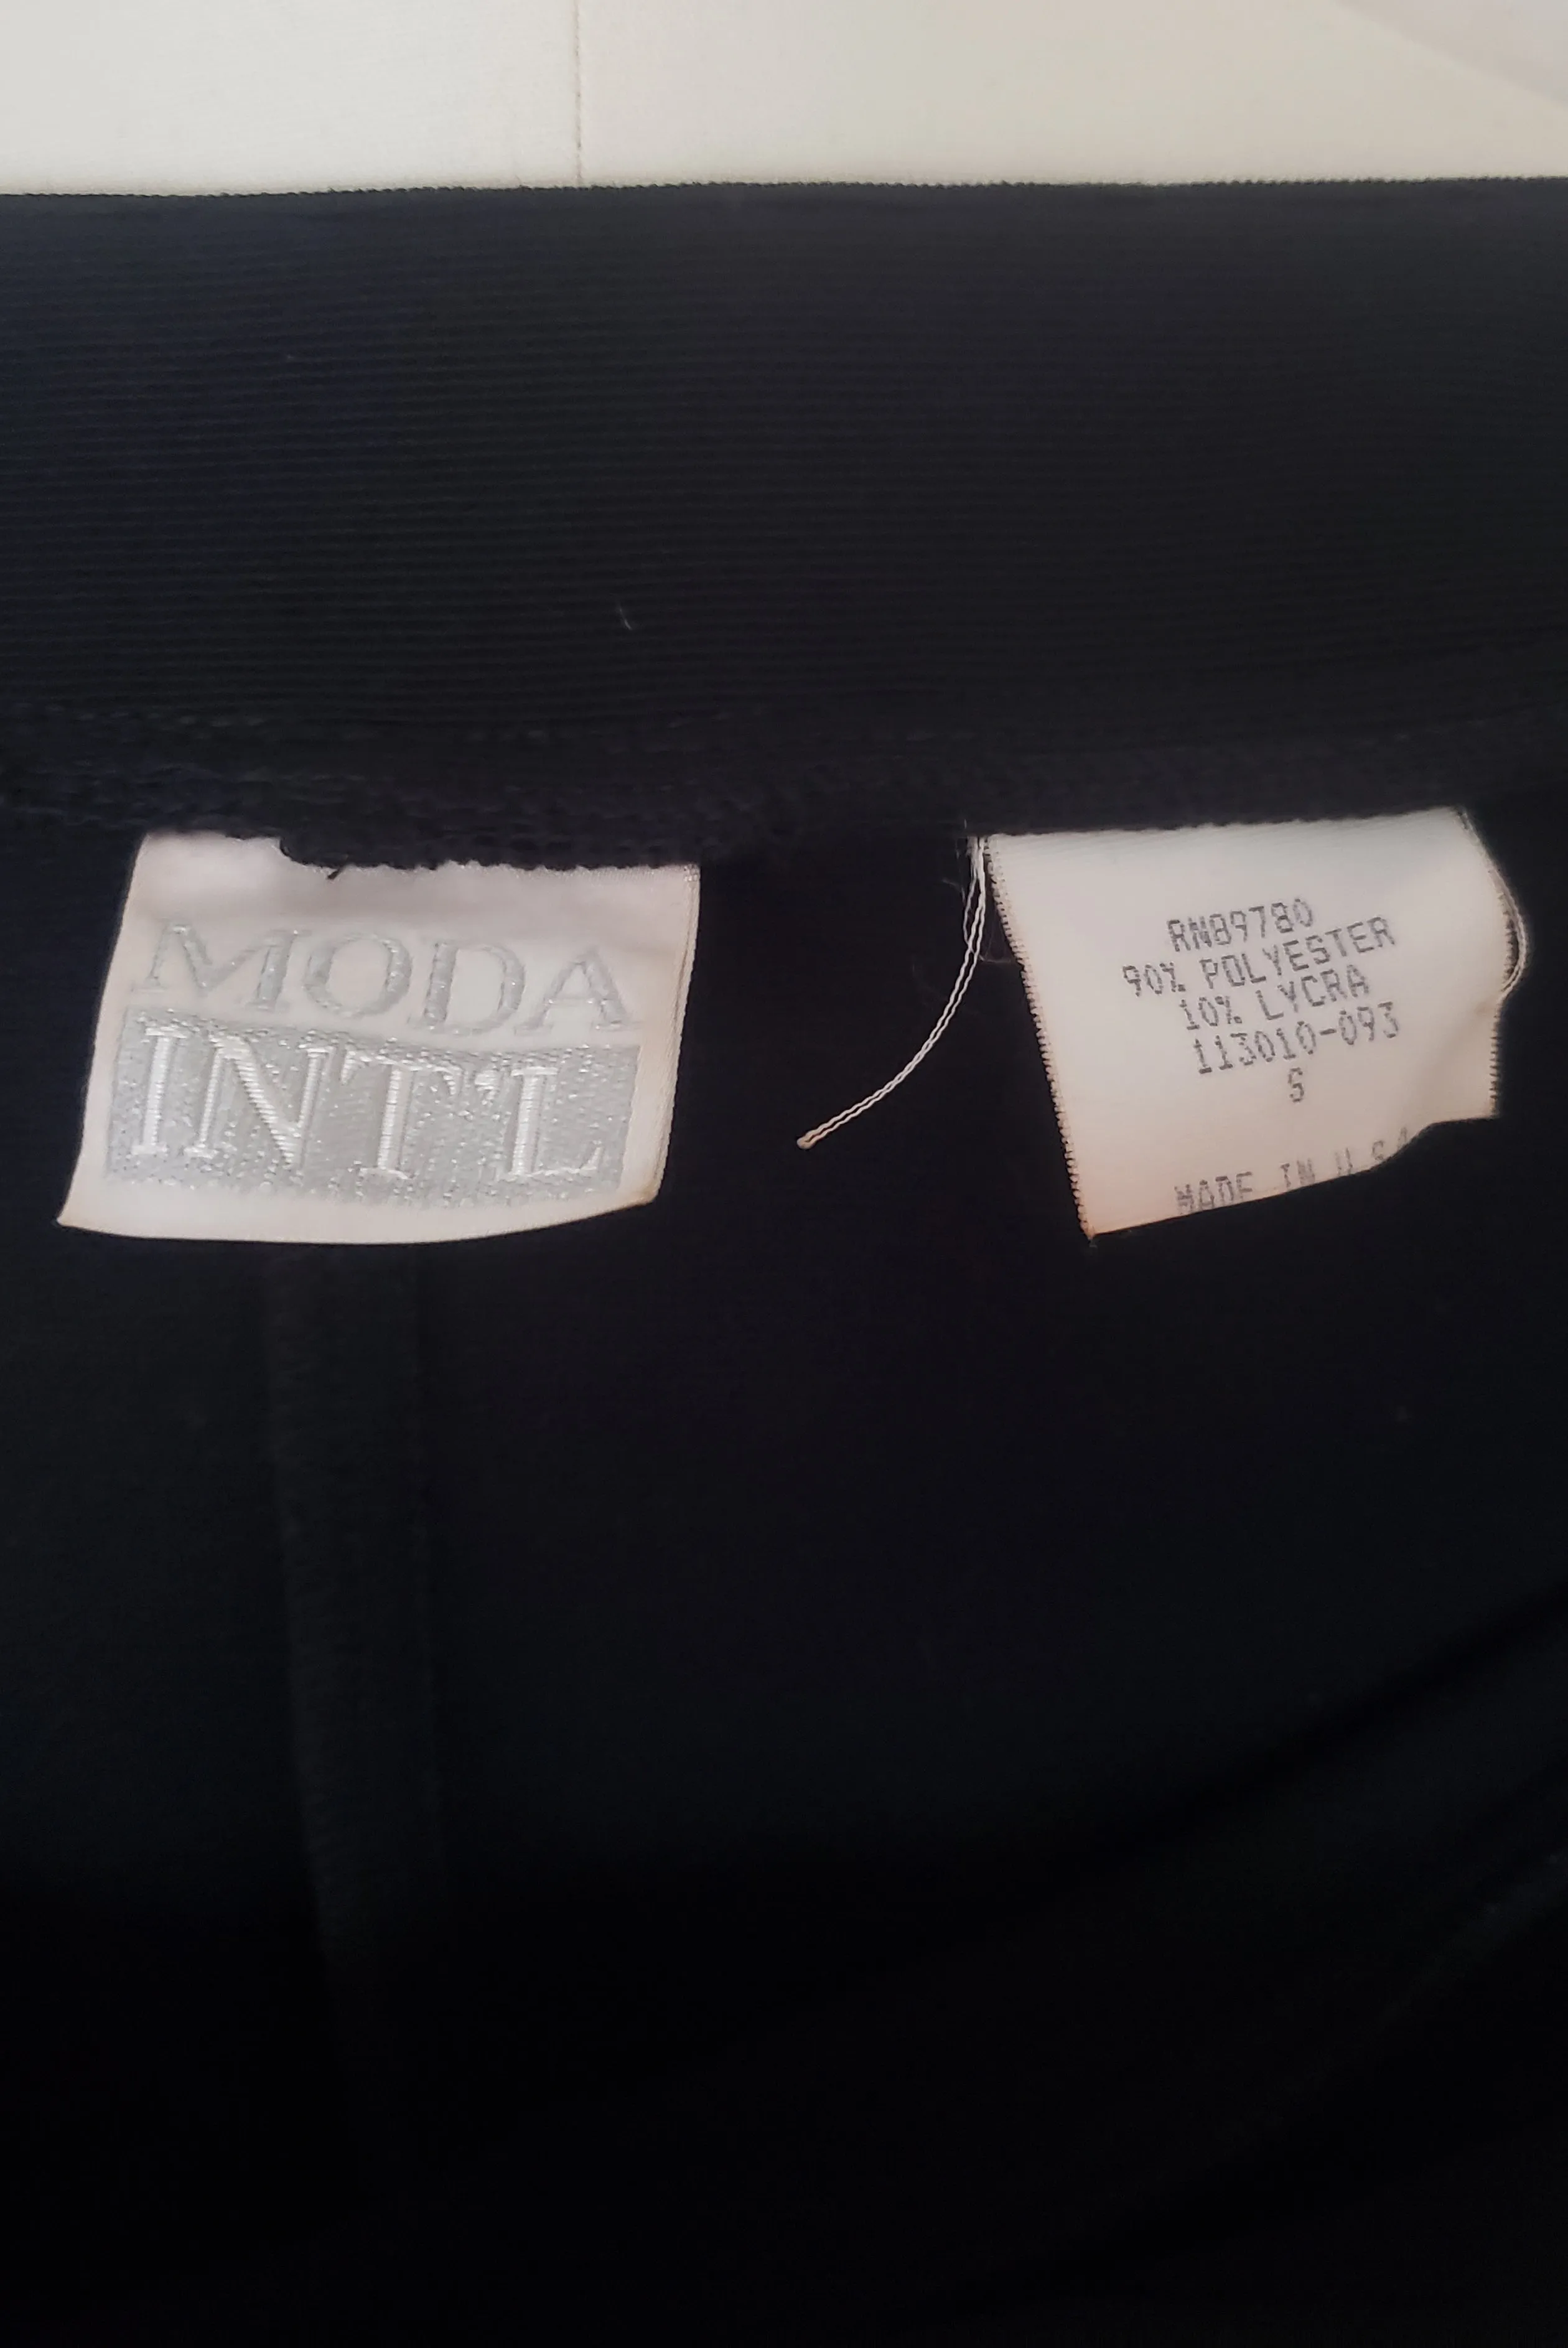 MODA
INT'L
RN89780
90% POLYESTER
10% LYCRA
113010-093
S
MADE IN U.S.A